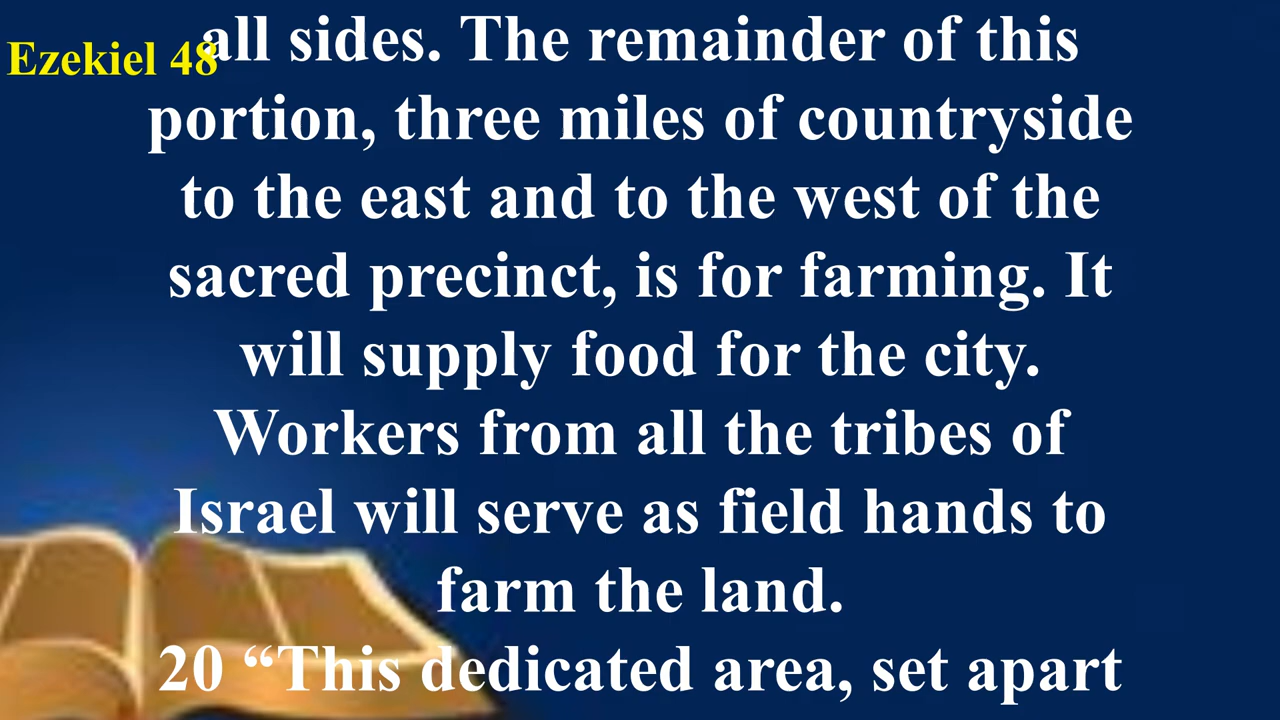 Ezekiel 48
all sides. The remainder of this
portion, three miles of countryside
to the east and to the west of the
sacred precinct, is for farming. It
will supply food for the city.
Workers from all the tribes of
Israel will serve as field hands to
farm the land.
20 “This dedicated area, set apart